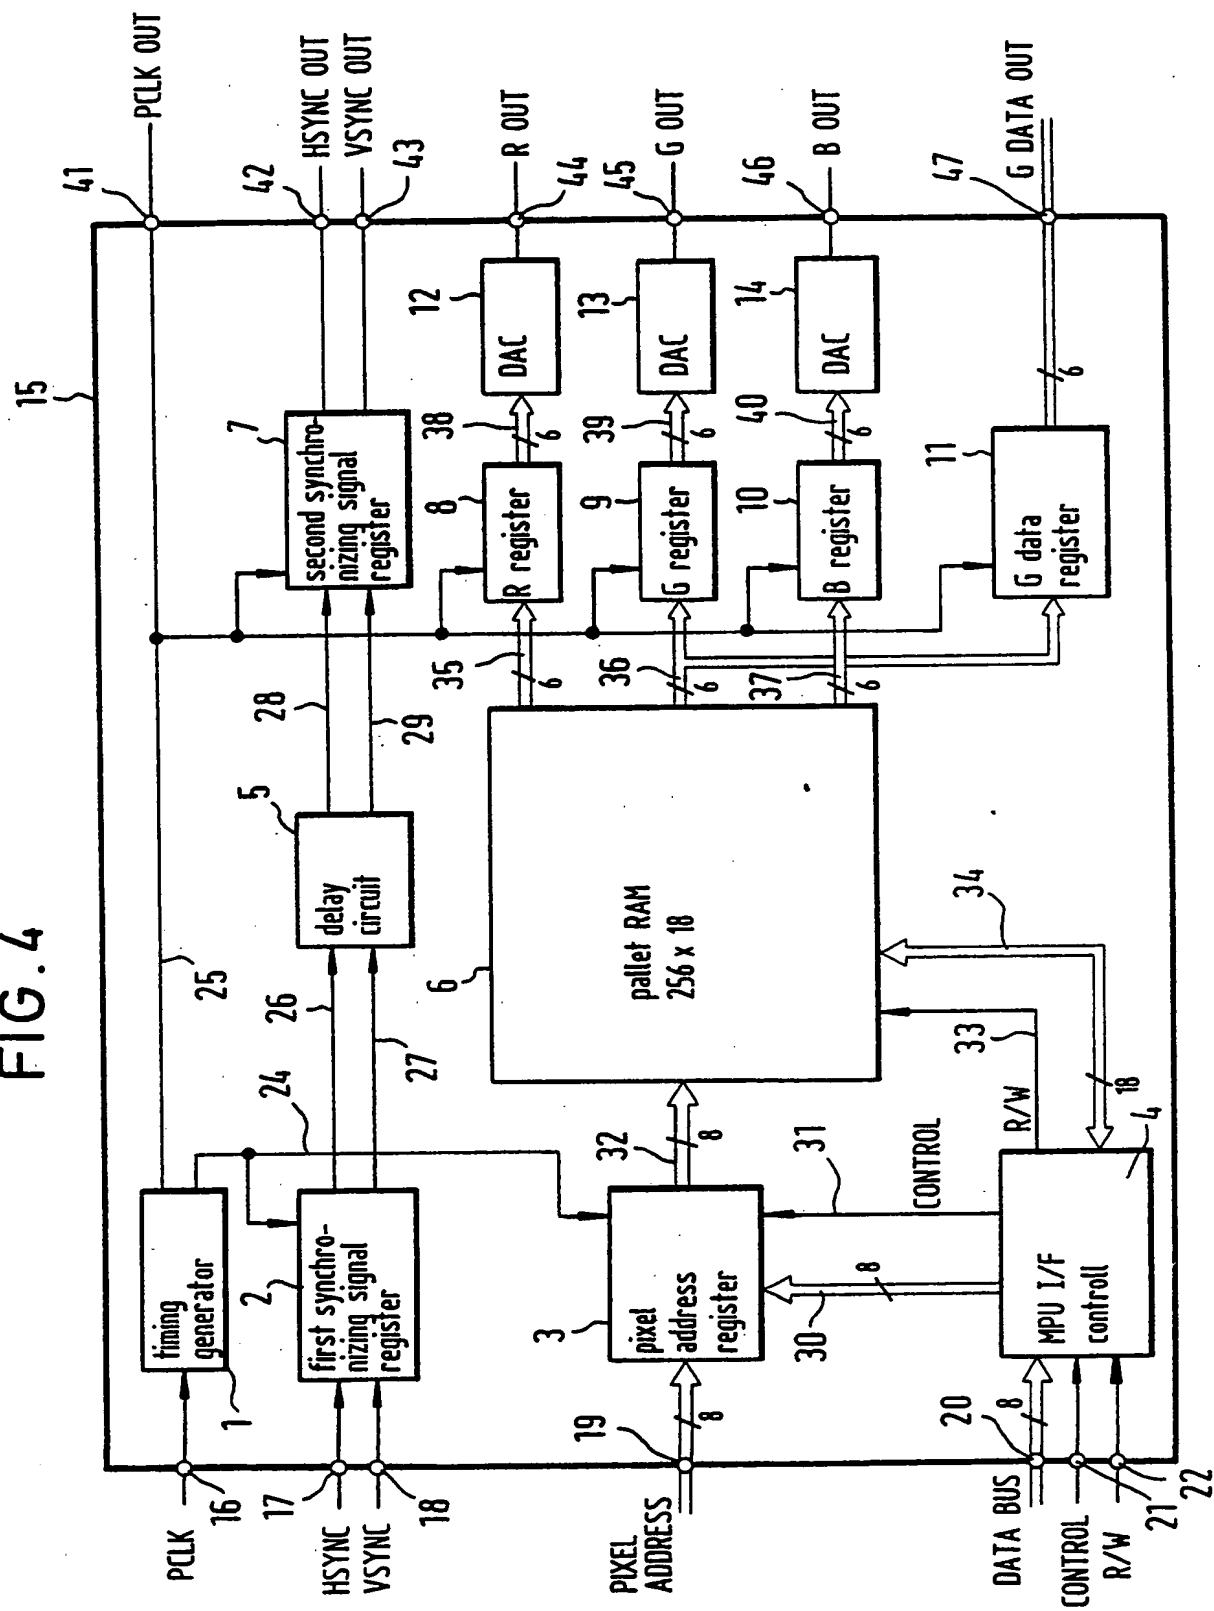 FIG. 4
15
PCLK
16
1
timing
generator
25
41
PCLK OUT
HSYNC
VSYNC
17
18
2
first synchro-
nizing signal
register
24
26
27
5
delay
circuit
28
29
7
second synchro-
nizing signal
register
42
43
HSYNC OUT
VSYNC OUT
PIXEL
ADDRESS
19
8
3
pixel
address
register
32
8
6
pallet RAM
256 x 18
35
6
8
R register
38
6
12
DAC
44
R OUT
36
6
9
G register
39
6
13
DAC
45
G OUT
37
6
10
B register
40
6
14
DAC
46
B OUT
11
G data
register
6
47
G DATA OUT
30
8
31
CONTROL
R/W
33
34
18
DATA BUS
CONTROL
R/W
20
21
22
8
MPU I/F
controll
4